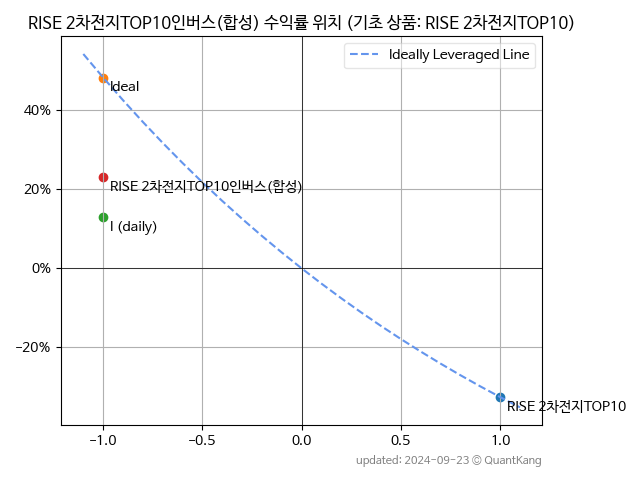 RISE 2차전지TOP10인버스(합성) 수익률 위치 (기초 상품: RISE 2차전지TOP10)
Ideally Leveraged Line
Ideal
40%
RISE 2차전지TOP10인버스(합성)
20%
I (daily)
0%
−20%
RISE 2차전지TOP10
−1.0
−0.5
0.0
0.5
1.0
updated: 2024-09-23 © QuantKang